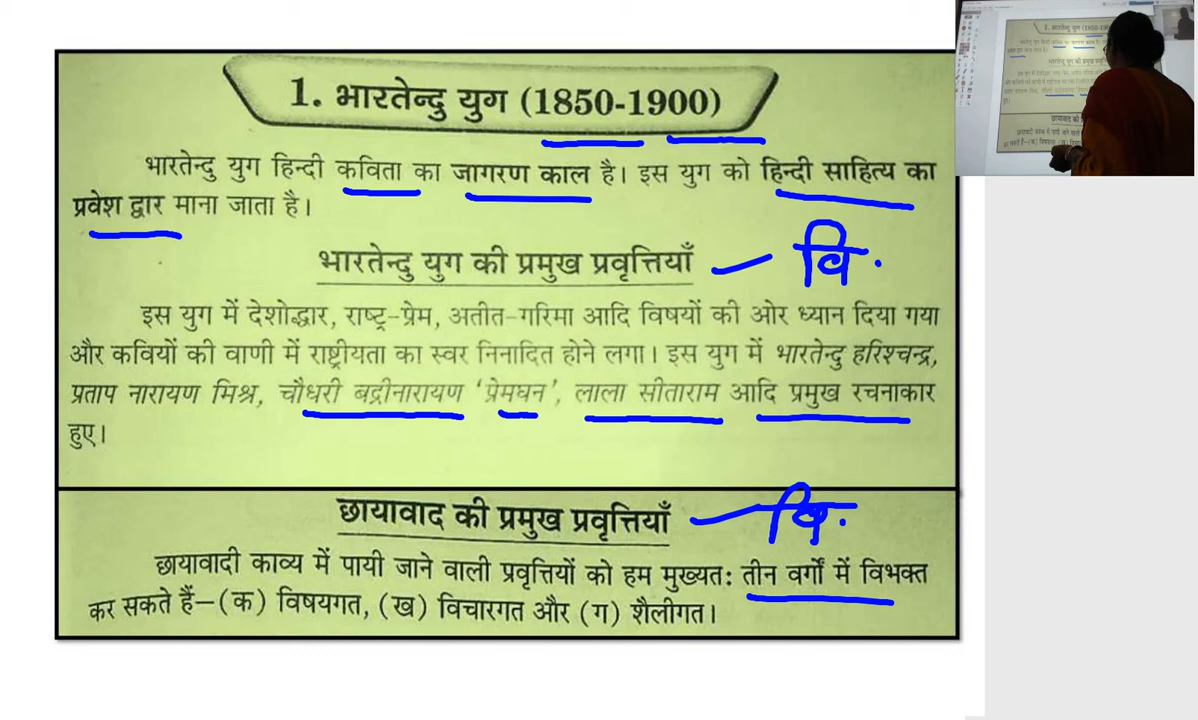 1. भारतेन्दु युग (1850-1900)
भारतेन्दु युग हिन्दी कविता का जागरण काल है। इस युग को हिन्दी साहित्य का
प्रवेश द्वार माना जाता है।
भारतेन्दु युग की प्रमुख प्रवृत्तियाँ – वि.
इस युग में देशोद्धार, राष्ट्र-प्रेम, अतीत-गरिमा आदि विषयों की ओर ध्यान दिया गया
और कवियों की वाणी में राष्ट्रीयता का स्वर निनादित होने लगा। इस युग में भारतेन्दु हरिश्चन्द्र,
प्रताप नारायण मिश्र, चौधरी बद्रीनारायण 'प्रेमघन', लाला सीताराम आदि प्रमुख रचनाकार
हुए।
छायावाद की प्रमुख प्रवृत्तियाँ – वि.
छायावादी काव्य में पायी जाने वाली प्रवृत्तियों को हम मुख्यत: तीन वर्गों में विभक्त
कर सकते हैं–(क) विषयगत, (ख) विचारगत और (ग) शैलीगत।